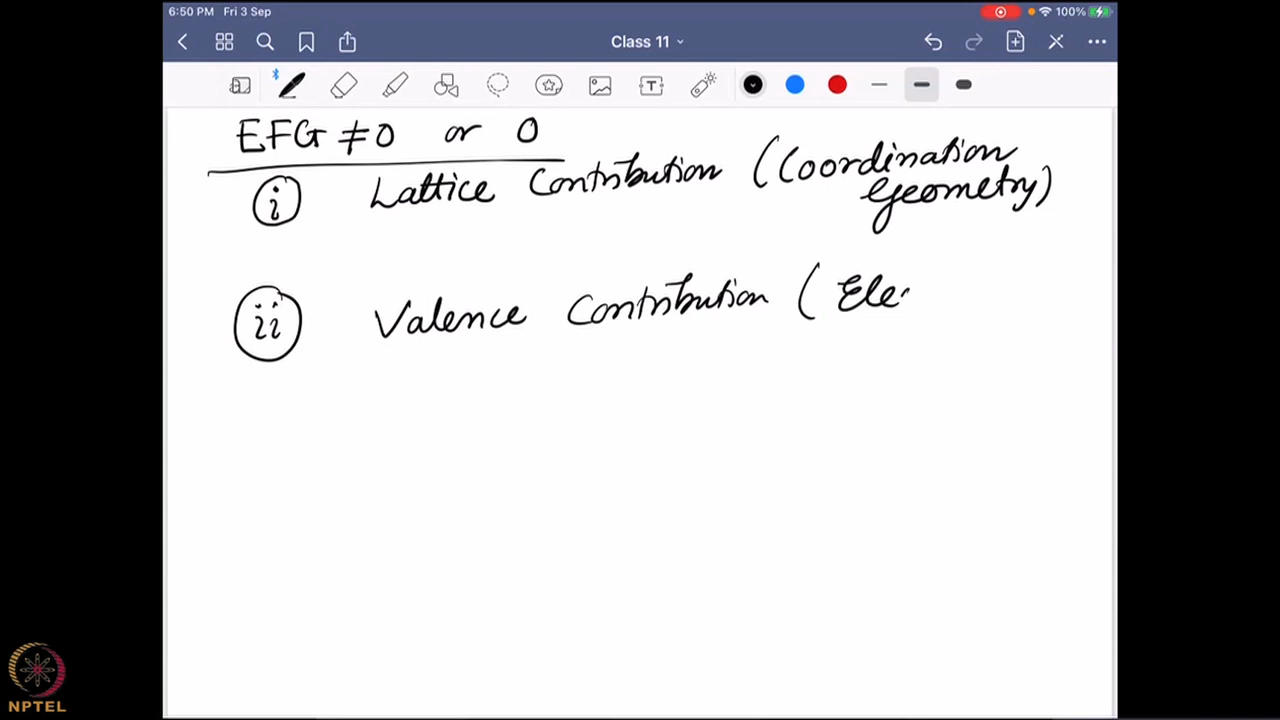 6:50 PM Fri 3 Sep
100%
Class 11
T
EFG ≠ 0 or 0
i Lattice Contribution (Coordination
Geometry)
ii Valence Contribution ( Ele
NPTEL